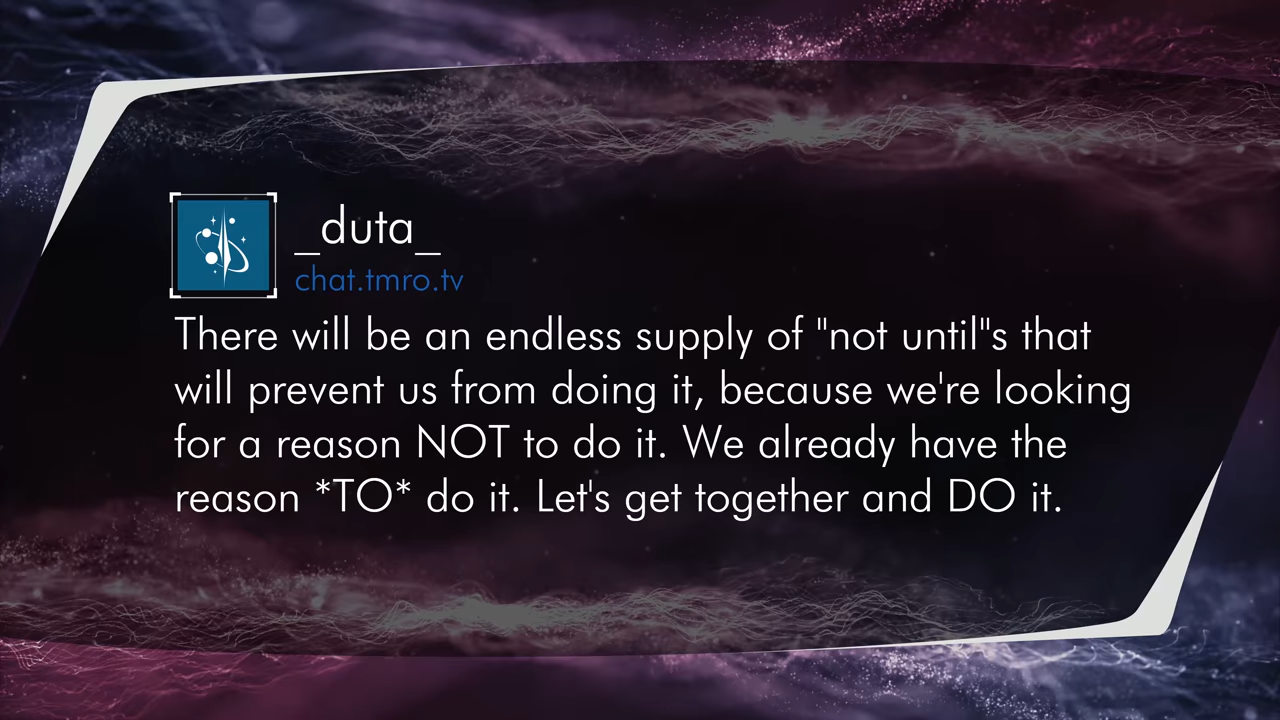 _duta_
chat.tmro.tv
There will be an endless supply of "not until"s that
will prevent us from doing it, because we're looking
for a reason NOT to do it. We already have the
reason *TO* do it. Let's get together and DO it.